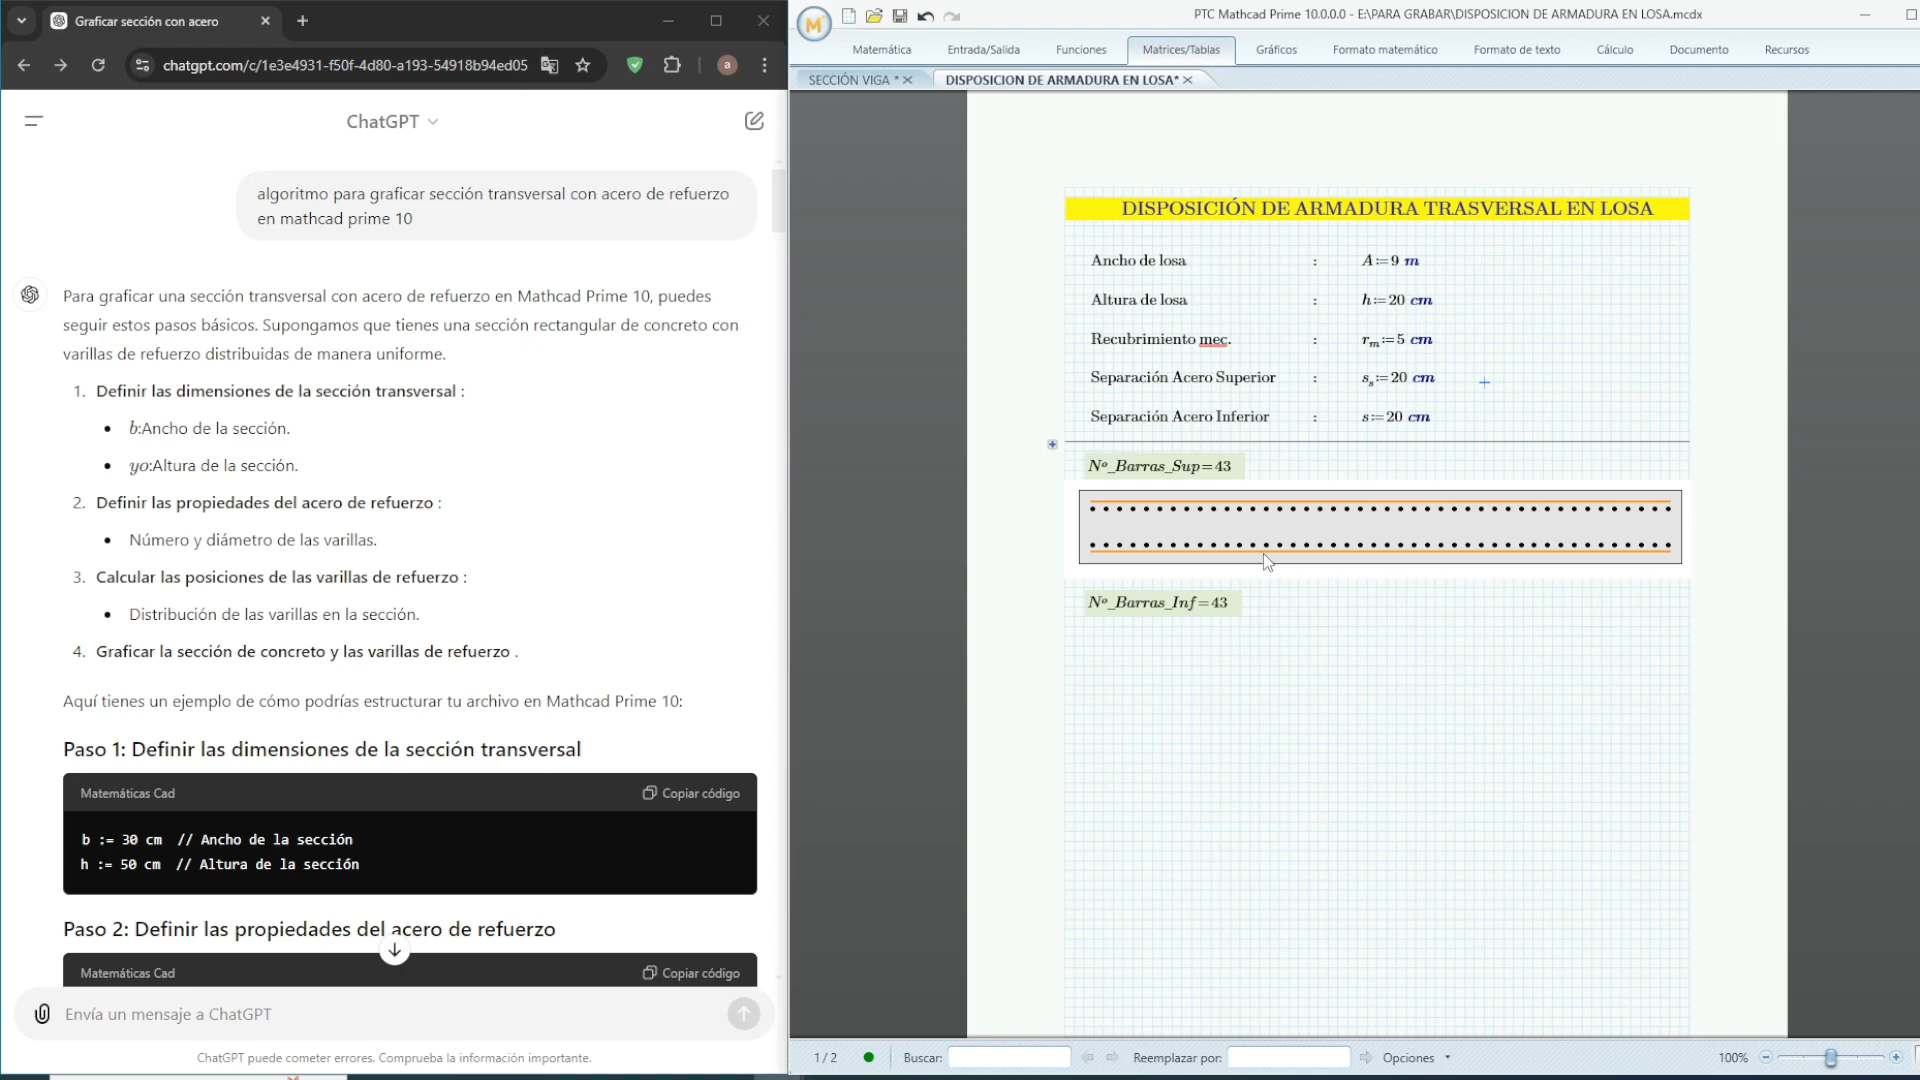 Graficar sección con acero
chatgpt.com/c/1e3e4931-f50f-4d80-a193-54918b94ed05
a
ChatGPT
algoritmo para graficar sección transversal con acero de refuerzo
en mathcad prime 10
Para graficar una sección transversal con acero de refuerzo en Mathcad Prime 10, puedes
seguir estos pasos básicos. Supongamos que tienes una sección rectangular de concreto con
varillas de refuerzo distribuidas de manera uniforme.
1. Definir las dimensiones de la sección transversal :
• b:Ancho de la sección.
• yo:Altura de la sección.
2. Definir las propiedades del acero de refuerzo :
• Número y diámetro de las varillas.
3. Calcular las posiciones de las varillas de refuerzo :
• Distribución de las varillas en la sección.
4. Graficar la sección de concreto y las varillas de refuerzo .
Aquí tienes un ejemplo de cómo podrías estructurar tu archivo en Mathcad Prime 10:
Paso 1: Definir las dimensiones de la sección transversal
Matemáticas Cad
Copiar código
b := 30 cm // Ancho de la sección
h := 50 cm // Altura de la sección
Paso 2: Definir las propiedades del acero de refuerzo
Matemáticas Cad
Copiar código
Envía un mensaje a ChatGPT
ChatGPT puede cometer errores. Comprueba la información importante.
M
PTC Mathcad Prime 10.0.0.0 - E:\PARA GRABAR\DISPOSICION DE ARMADURA EN LOSA.mcdx
Matemática Entrada/Salida Funciones Matrices/Tablas Gráficos Formato matemático Formato de texto Cálculo Documento Recursos
SECCIÓN VIGA * DISPOSICION DE ARMADURA EN LOSA*
DISPOSICIÓN DE ARMADURA TRASVERSAL EN LOSA
Ancho de losa : A:=9 m
Altura de losa : h:=20 cm
Recubrimiento mec. : rm:=5 cm
Separación Acero Superior : ss:=20 cm
Separación Acero Inferior : s:=20 cm
Nº_Barras_Sup=43
Nº_Barras_Inf=43
1/2 Buscar: Reemplazar por: Opciones 100%